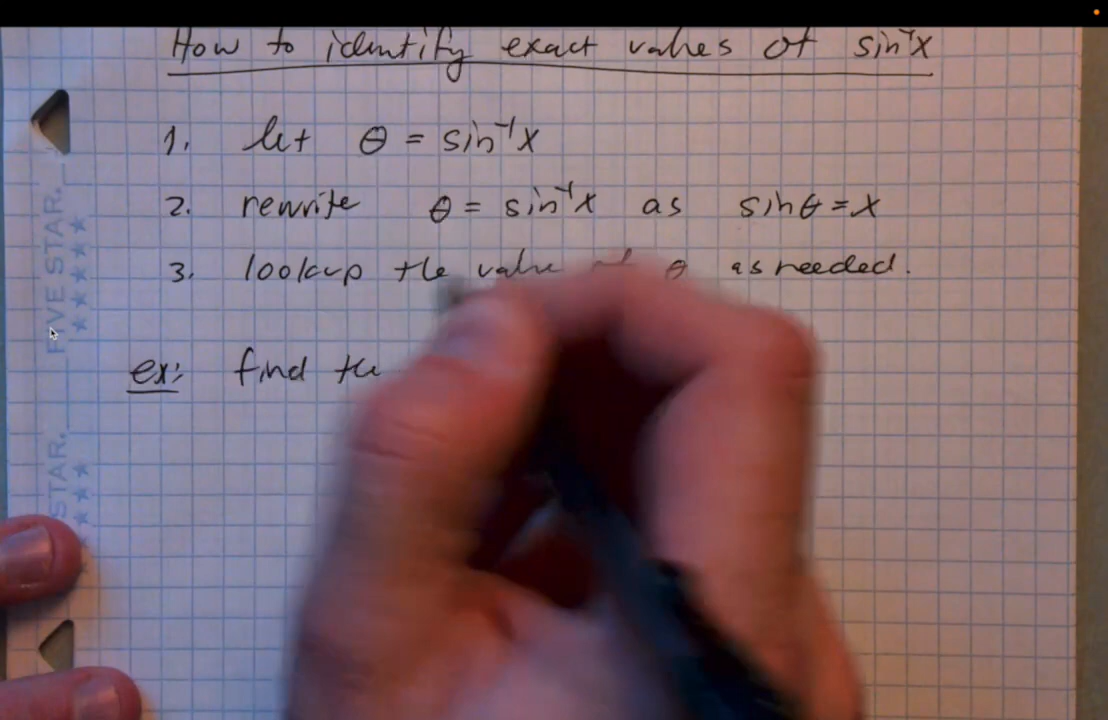 How to identify exact values of sin⁻¹x
1. let θ = sin⁻¹x
2. rewrite θ = sin⁻¹x as sinθ = x
3. lookup the value of θ as needed.
ex: find the
FIVE STAR.
STAR.